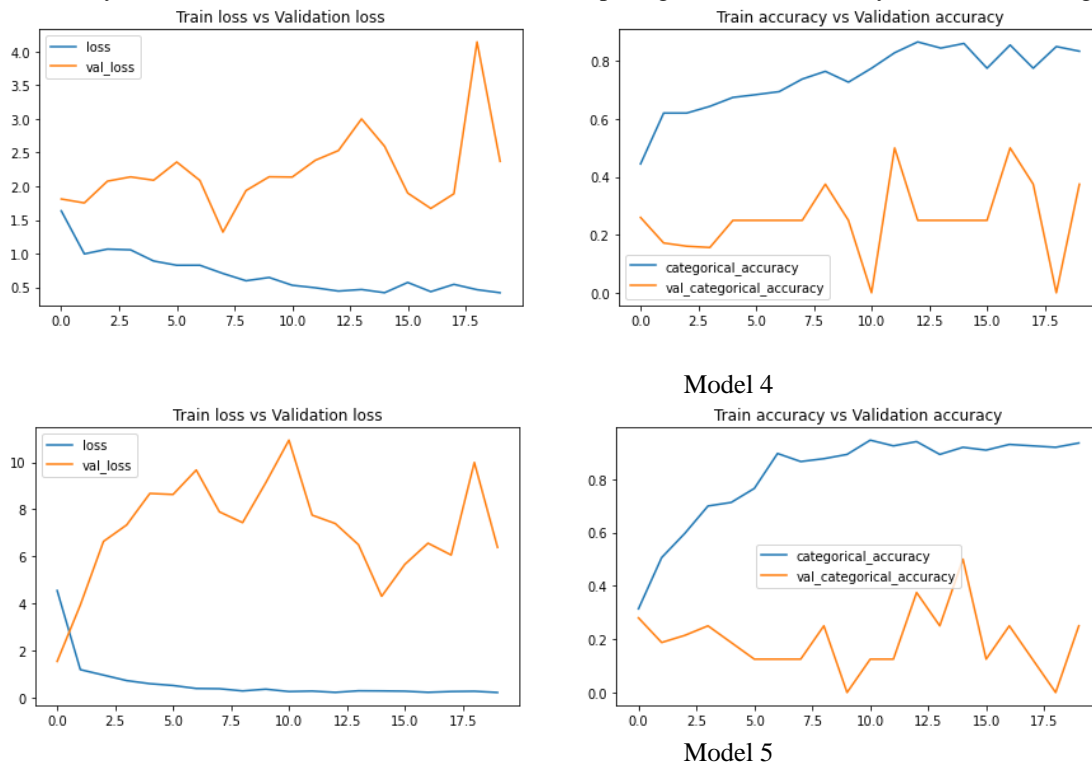 Train loss vs Validation loss
loss
val_loss
4.0
3.5
3.0
2.5
2.0
1.5
1.0
0.5
0.0 2.5 5.0 7.5 10.0 12.5 15.0 17.5
Train accuracy vs Validation accuracy
0.8
0.6
0.4
0.2
0.0
categorical_accuracy
val_categorical_accuracy
0.0 2.5 5.0 7.5 10.0 12.5 15.0 17.5
Model 4
Train loss vs Validation loss
loss
val_loss
10
8
6
4
2
0
0.0 2.5 5.0 7.5 10.0 12.5 15.0 17.5
Train accuracy vs Validation accuracy
0.8
0.6
0.4
0.2
0.0
categorical_accuracy
val_categorical_accuracy
0.0 2.5 5.0 7.5 10.0 12.5 15.0 17.5
Model 5